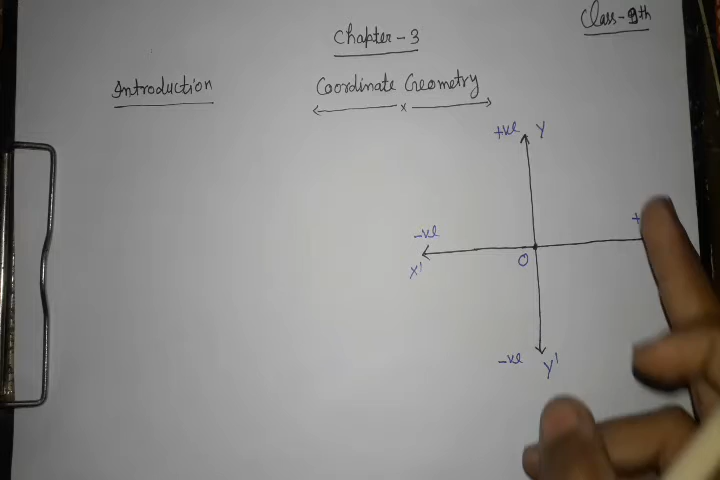 Class-9th
Chapter-3
Introduction
Coordinate Geometry
x
+ve Y
+
-ve
X'
O
-ve Y'